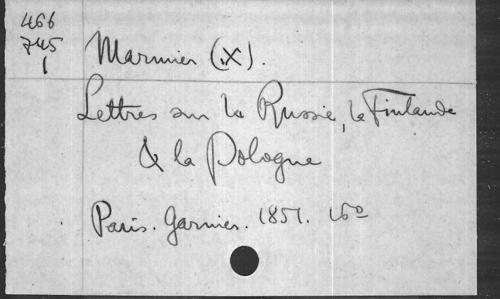 466
745
1
Marmier (X).
Lettres sur la Russie, la Finlande
& la Pologne
Paris. Garnier. 1851. 16º